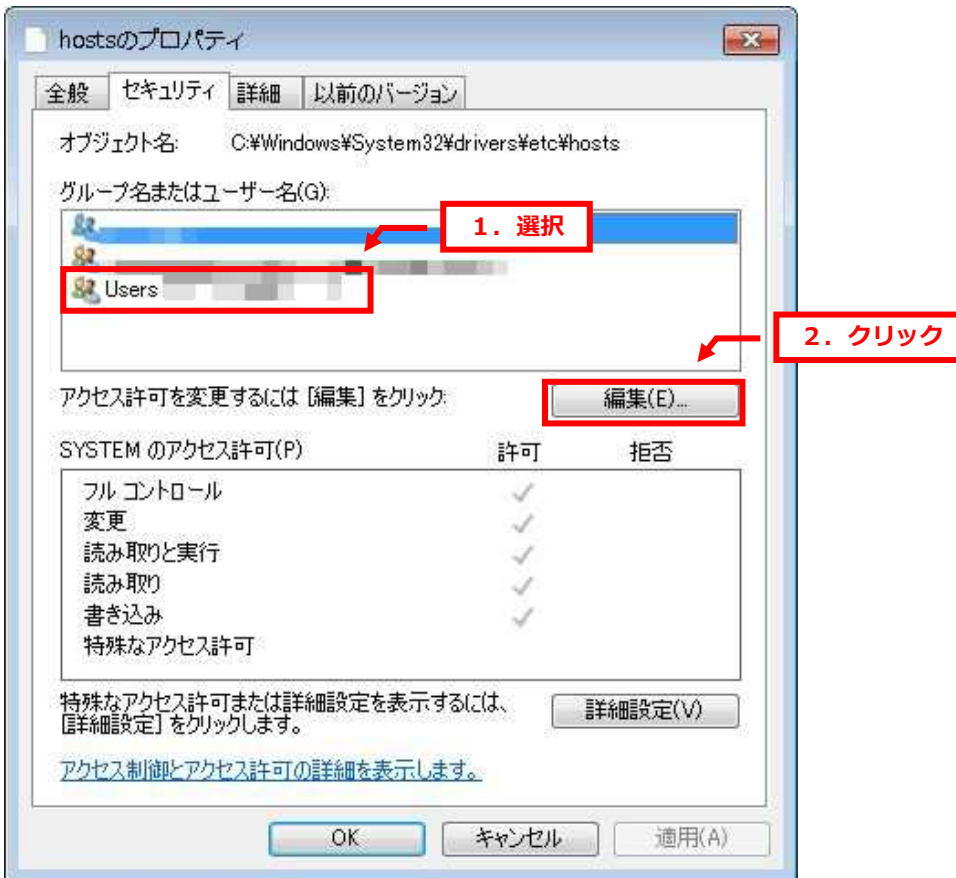 hostsのプロパティ
全般 セキュリティ 詳細 以前のバージョン
オブジェクト名: C:¥Windows¥System32¥drivers¥etc¥hosts
グループ名またはユーザー名(G):
1. 選択
Users
2. クリック
アクセス許可を変更するには [編集] をクリック:
編集(E)...
SYSTEM のアクセス許可(P) 許可 拒否
フル コントロール
変更
読み取りと実行
読み取り
書き込み
特殊なアクセス許可
特殊なアクセス許可または詳細設定を表示するには、
[詳細設定] をクリックします。
詳細設定(V)
アクセス制御とアクセス許可の詳細を表示します。
OK キャンセル 適用(A)